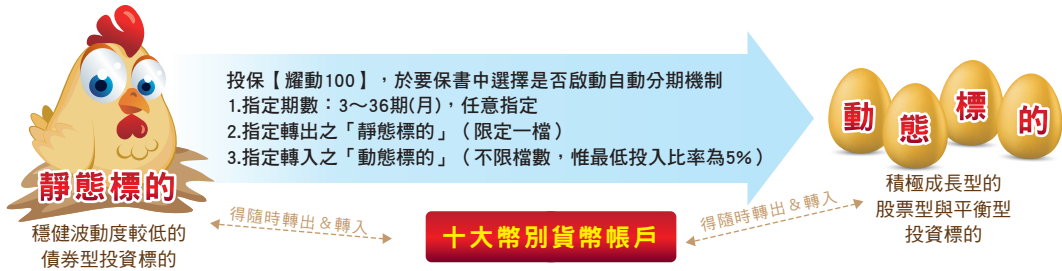 投保【耀動100】，於要保書中選擇是否啟動自動分期機制
1.指定期數：3～36期(月)，任意指定
2.指定轉出之「靜態標的」（限定一檔）
3.指定轉入之「動態標的」（不限檔數，惟最低投入比率為5%）
靜態標的
穩健波動度較低的
債券型投資標的
得隨時轉出＆轉入
十大幣別貨幣帳戶
得隨時轉出＆轉入
動態標的
積極成長型的
股票型與平衡型
投資標的